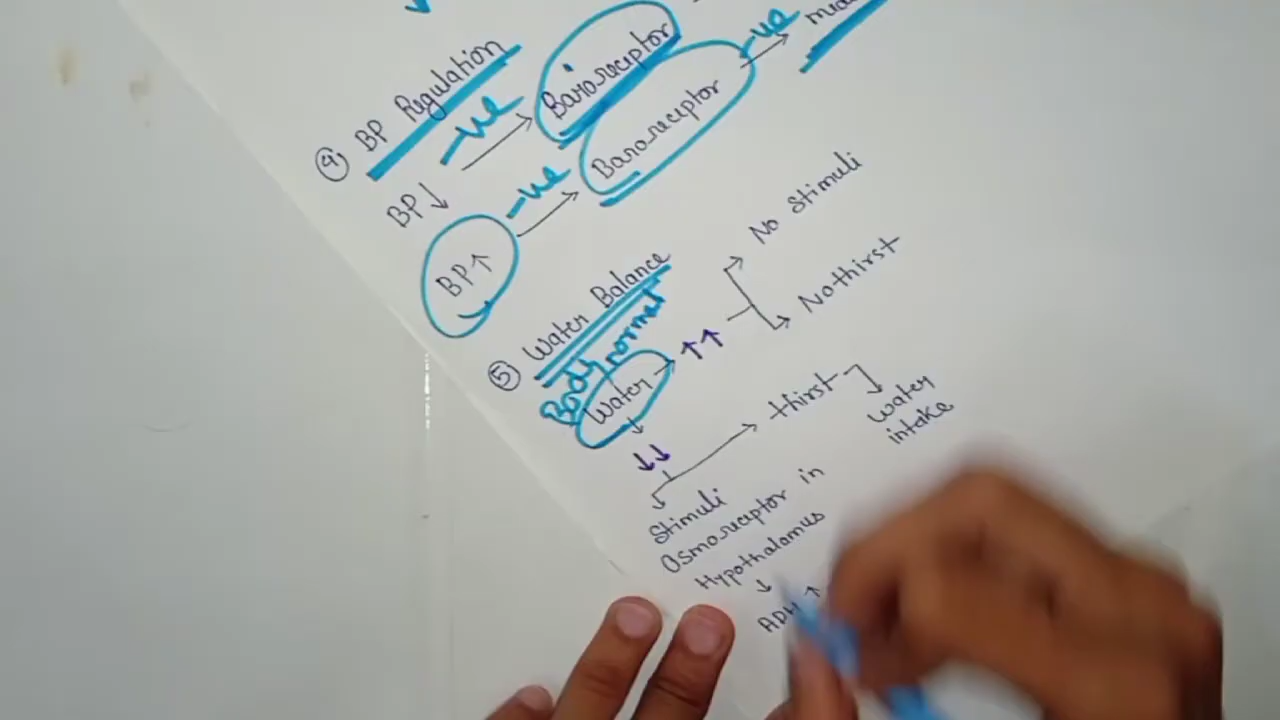 ④ BP Regulation
BP↓ -ve → Baroreceptor
BP↑ -ve → Baroreceptor -ve →
⑤ Water Balance
Body normal
Water → ↑↑
No Stimuli
No thirst
↓↓
thirst → Water
intake
Stimuli
Osmoreceptor in
Hypothalamus
↓
ADH ↑